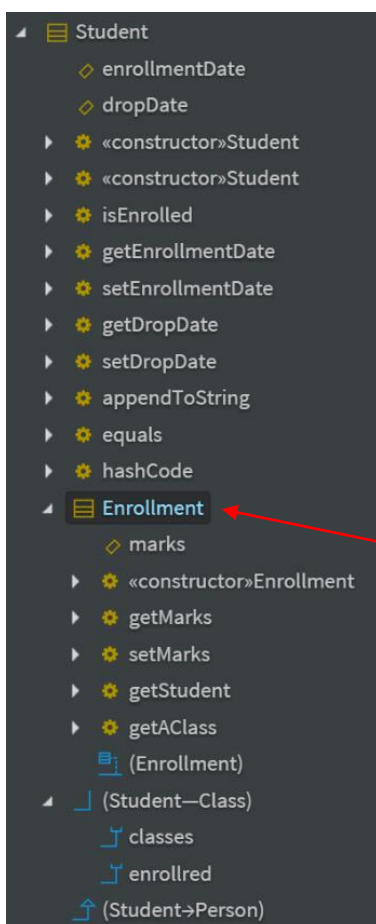 Student
enrollmentDate
dropDate
«constructor»Student
«constructor»Student
isEnrolled
getEnrollmentDate
setEnrollmentDate
getDropDate
setDropDate
appendToString
equals
hashCode
Enrollment
marks
«constructor»Enrollment
getMarks
setMarks
getStudent
getAClass
(Enrollment)
(Student—Class)
classes
enrollred
(Student→Person)